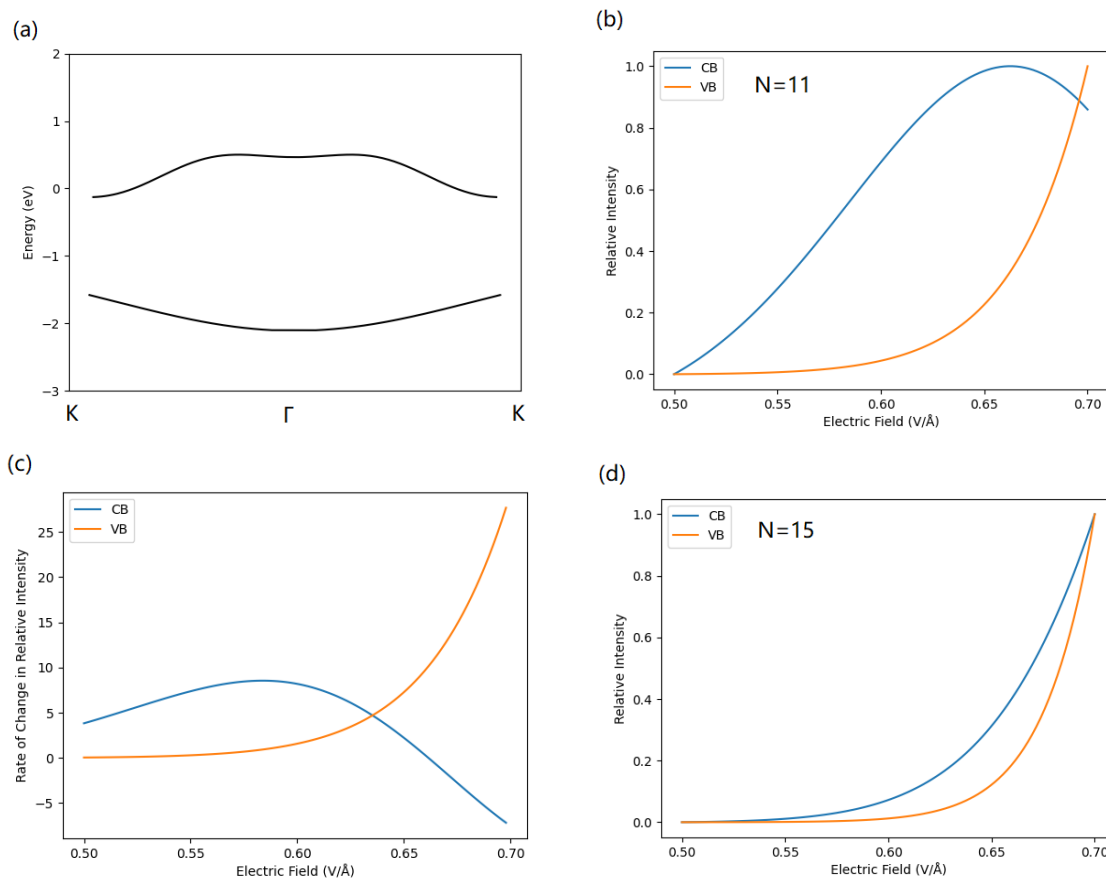 (a)
2
1
0
−1
−2
−3
Energy (eV)
K Γ K
(b)
CB
VB
N=11
1.0
0.8
0.6
0.4
0.2
0.0
Relative Intensity
0.50 0.55 0.60 0.65 0.70
Electric Field (V/Å)
(c)
CB
VB
25
20
15
10
5
0
−5
Rate of Change in Relative Intensity
0.50 0.55 0.60 0.65 0.70
Electric Field (V/Å)
(d)
CB
VB
N=15
1.0
0.8
0.6
0.4
0.2
0.0
Relative Intensity
0.50 0.55 0.60 0.65 0.70
Electric Field (V/Å)